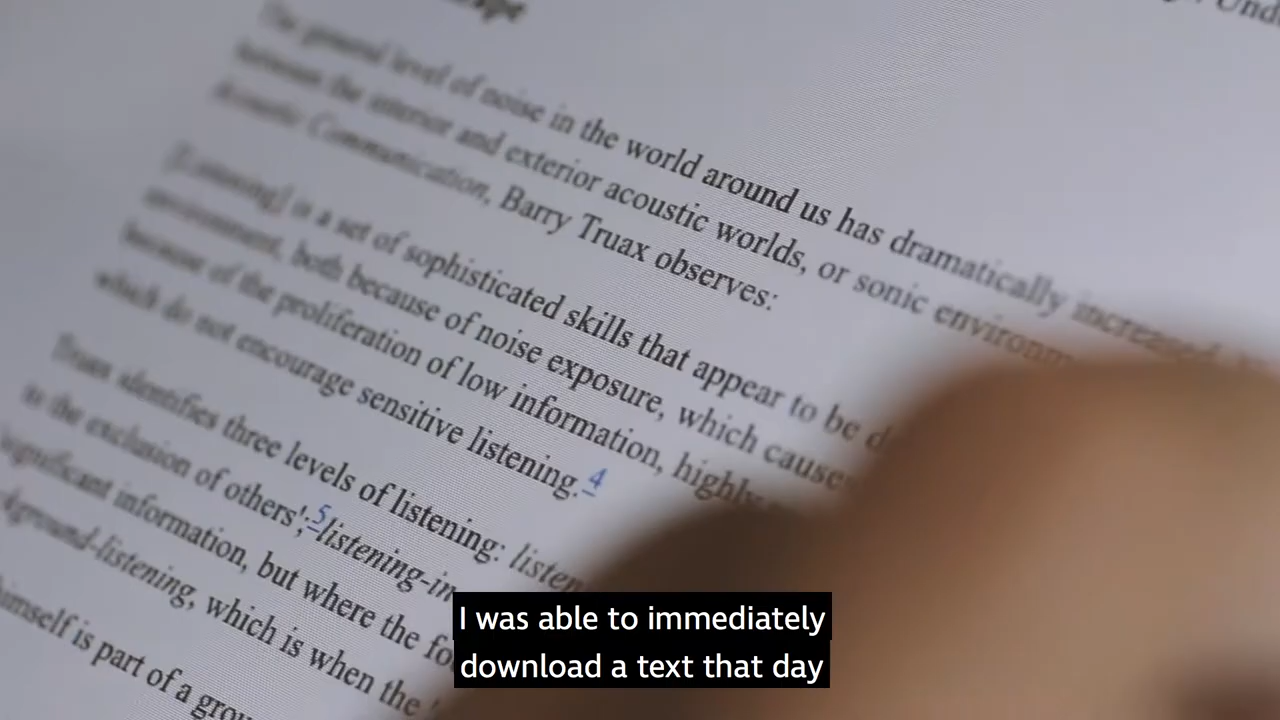 Und
The general level of noise in the world around us has dramatically increased,
between the interior and exterior acoustic worlds, or sonic environm
Acoustic Communication, Barry Truax observes:
[Listening] is a set of sophisticated skills that appear to be d
environment, both because of noise exposure, which causes
because of the proliferation of low information, highly
which do not encourage sensitive listening.4
Truax identifies three levels of listening: listen
to the exclusion of others';5 listening-in
significant information, but where the fo
kground-listening, which is when the
himself is part of a grou
I was able to immediately
download a text that day